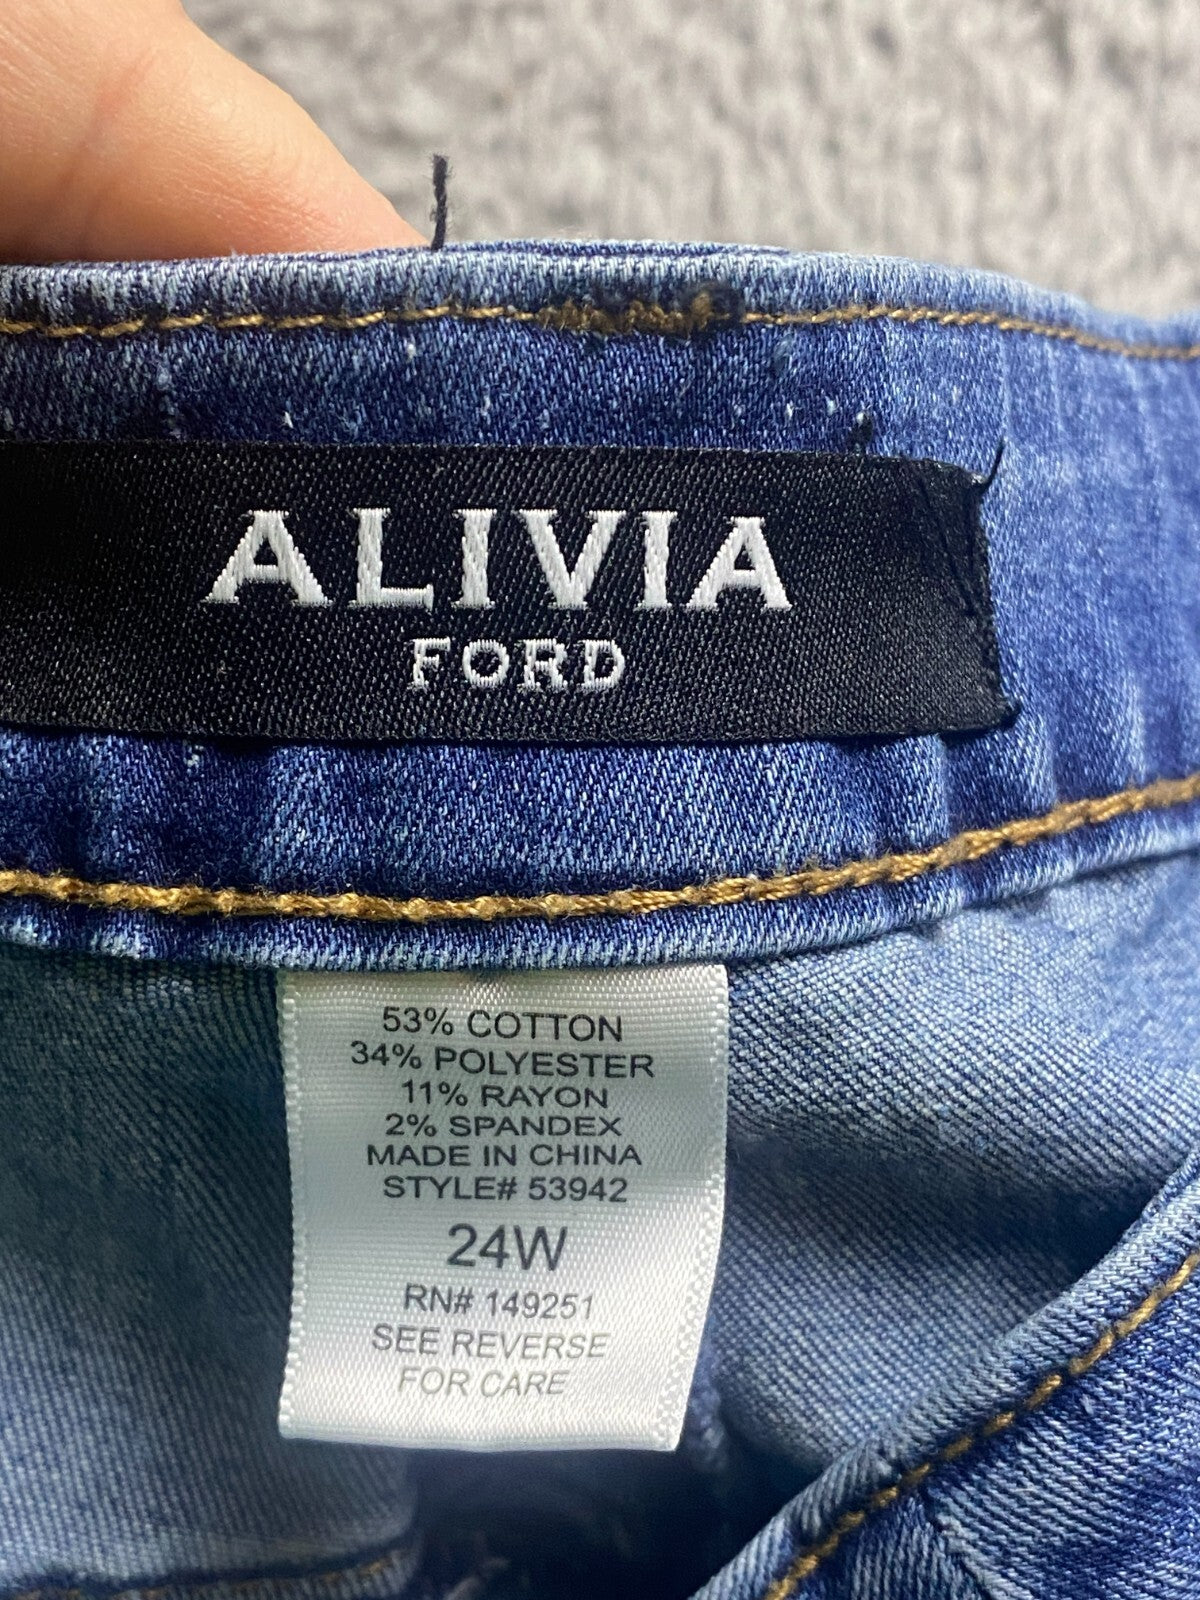 ALIVIA
FORD
53% COTTON
34% POLYESTER
11% RAYON
2% SPANDEX
MADE IN CHINA
STYLE# 53942
24W
RN# 149251
SEE REVERSE
FOR CARE